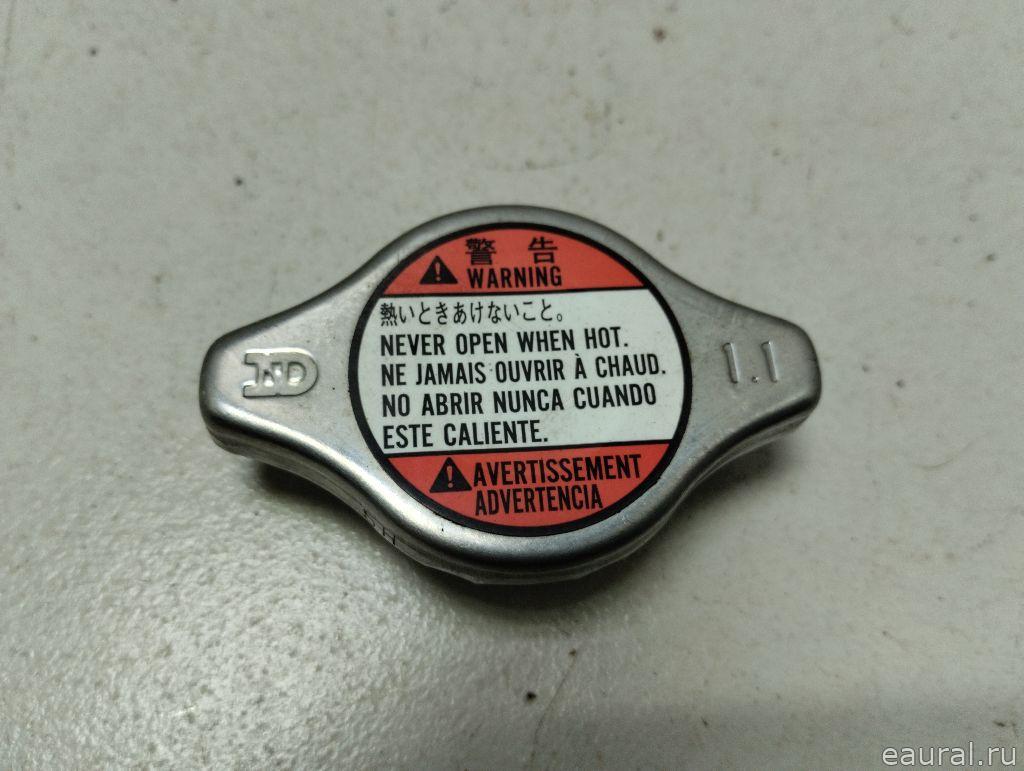 警告
WARNING
熱いときあけないこと。
NEVER OPEN WHEN HOT.
NE JAMAIS OUVRIR À CHAUD.
NO ABRIR NUNCA CUANDO
ESTE CALIENTE.
AVERTISSEMENT
ADVERTENCIA
ND
1.1
eaural.ru